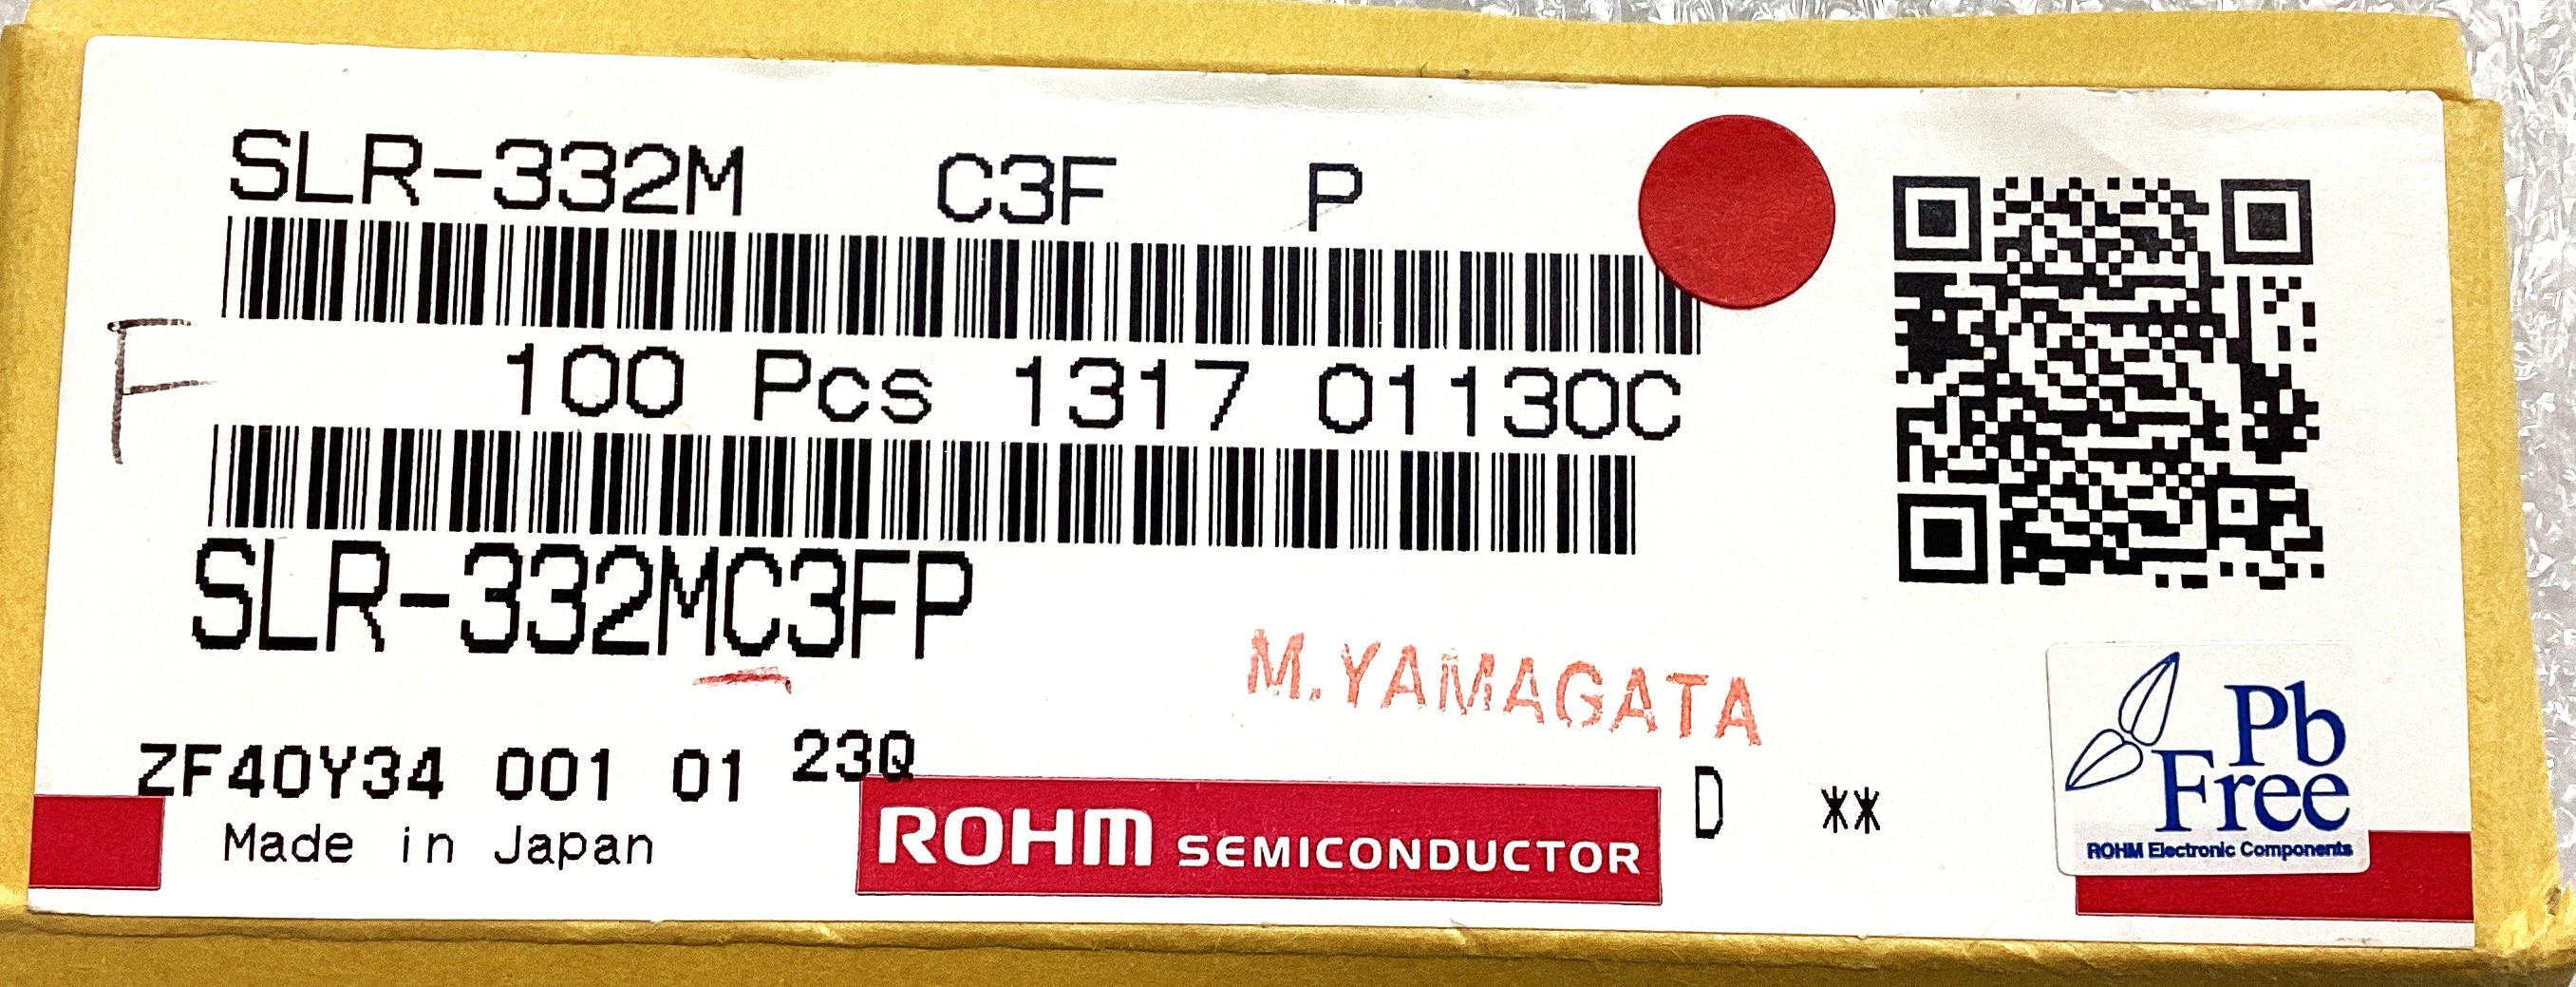 SLR-332M C3F P
F
100 Pcs 1317 01130C
SLR-332MC3FP
M.YAMAGATA
ZF40Y34 001 01 23Q
Made in Japan
ROHM SEMICONDUCTOR
D **
Pb
Free
ROHM Electronic Components